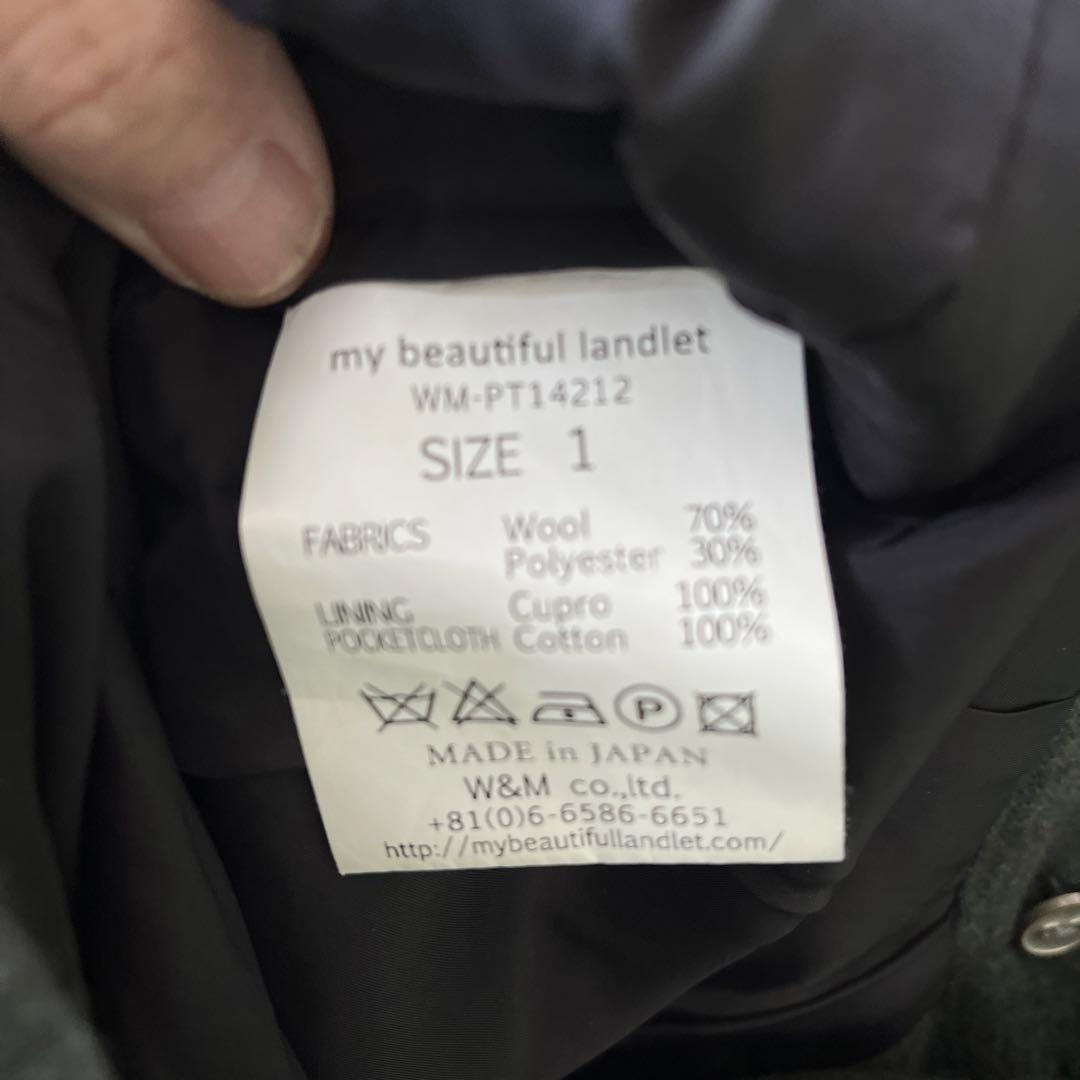 my beautiful landlet
WM-PT14212
SIZE 1
FABRICS Wool 70%
Polyester 30%
LINING Cupro 100%
POCKETCLOTH Cotton 100%
P
MADE in JAPAN
W&M co.,ltd.
+81(0)6-6586-6651
http://mybeautifullandlet.com/